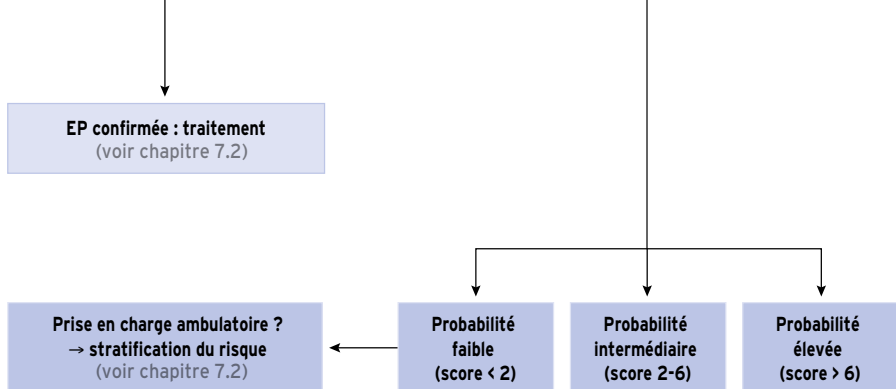 EP confirmée : traitement
(voir chapitre 7.2)
Prise en charge ambulatoire ?
→ stratification du risque
(voir chapitre 7.2)
Probabilité
faible
(score < 2)
Probabilité
intermédiaire
(score 2-6)
Probabilité
élevée
(score > 6)